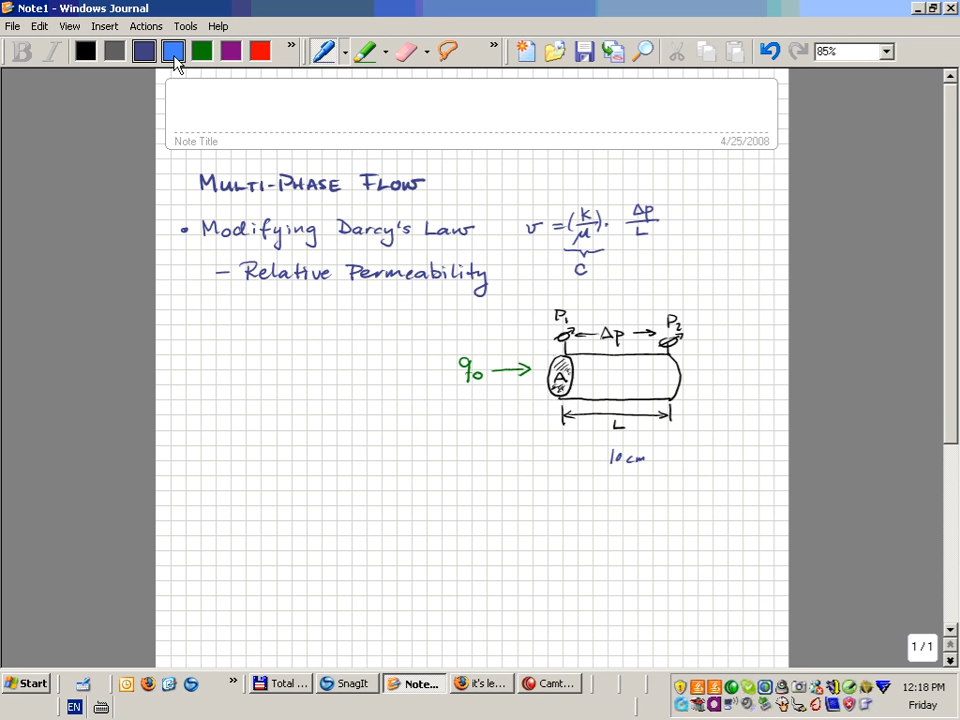 Note1 - Windows Journal
File Edit View Insert Actions Tools Help
B I » » 85%
Note Title 4/25/2008
MULTI-PHASE FLOW
• Modifying Darcy's Law v = (k/μ) · Δp/L
C
– Relative Permeability
P1 ← Δp → P2
qo → A
L
10 cm
1 / 1
Start » Total ... SnagIt Note... it's le... Camt... 12:18 PM
EN Friday